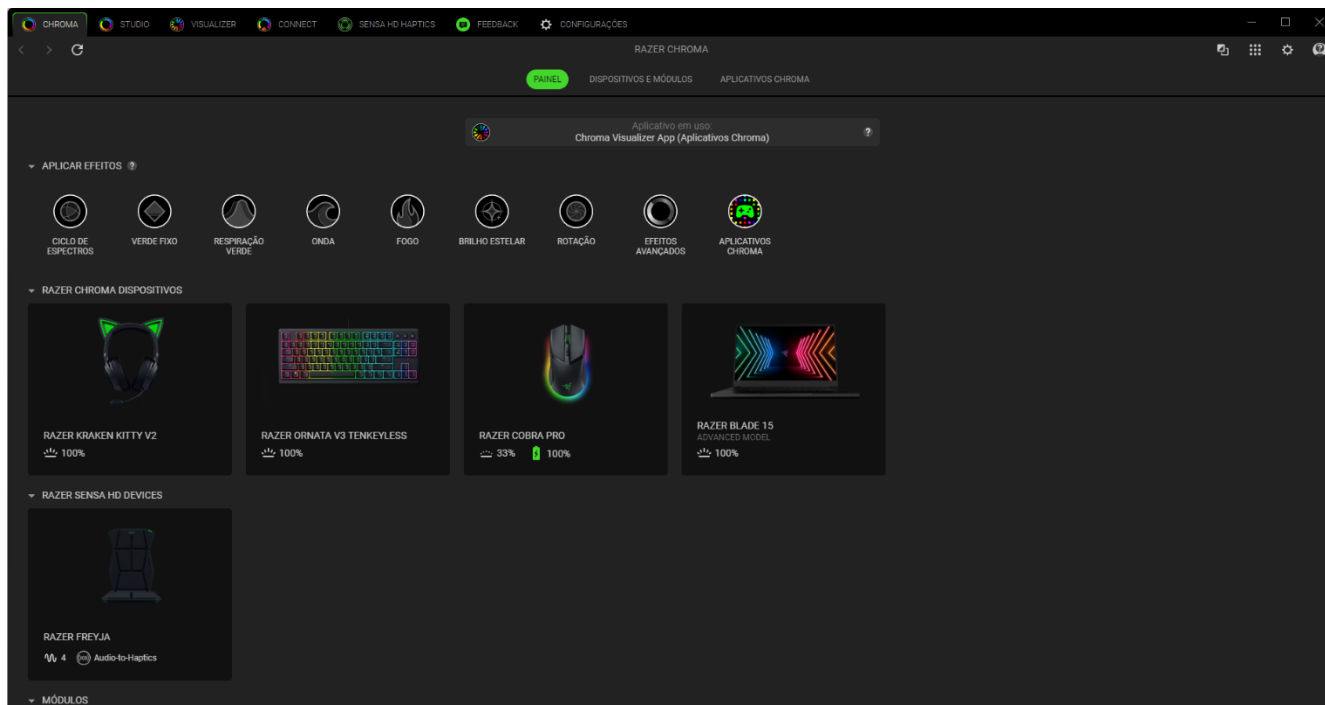 CHROMA STUDIO VISUALIZER CONNECT SENSA HD HAPTICS FEEDBACK CONFIGURAÇÕES
RAZER CHROMA
PAINEL DISPOSITIVOS E MÓDULOS APLICATIVOS CHROMA
Aplicativo em uso:
Chroma Visualizer App (Aplicativos Chroma)
?
APLICAR EFEITOS ?
CICLO DE
ESPECTROS
VERDE FIXO
RESPIRAÇÃO
VERDE
ONDA
FOGO
BRILHO ESTELAR
ROTAÇÃO
EFEITOS
AVANÇADOS
APLICATIVOS
CHROMA
RAZER CHROMA DISPOSITIVOS
RAZER KRAKEN KITTY V2
100%
RAZER ORNATA V3 TENKEYLESS
100%
RAZER COBRA PRO
33% 100%
RAZER BLADE 15
ADVANCED MODEL
100%
RAZER SENSA HD DEVICES
RAZER FREYJA
4 Audio-to-Haptics
MÓDULOS